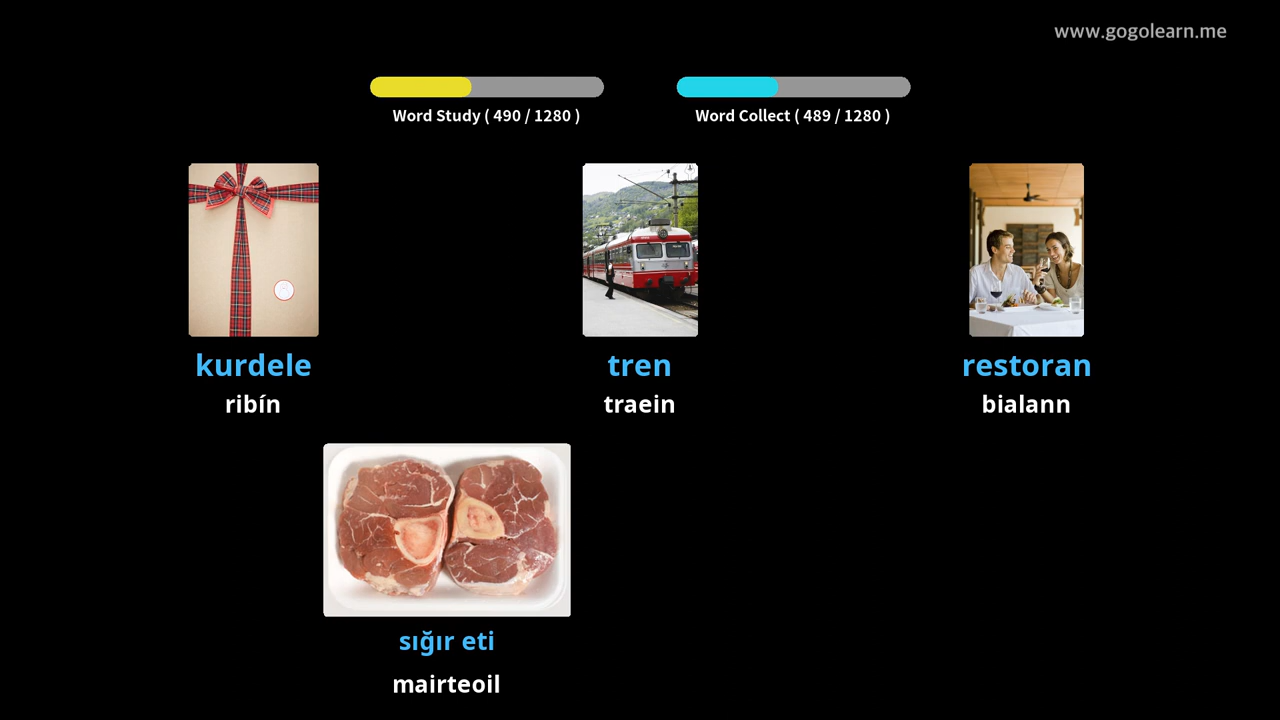 www.gogolearn.me
Word Study ( 490 / 1280 )
Word Collect ( 489 / 1280 )
kurdele
ribín
tren
traein
restoran
bialann
sığır eti
mairteoil